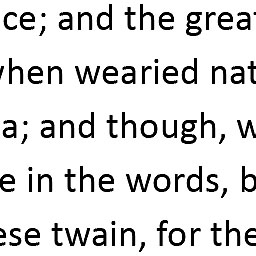 ce; and the great
when wearied nat
a; and though, w
e in the words, b
ese twain, for the